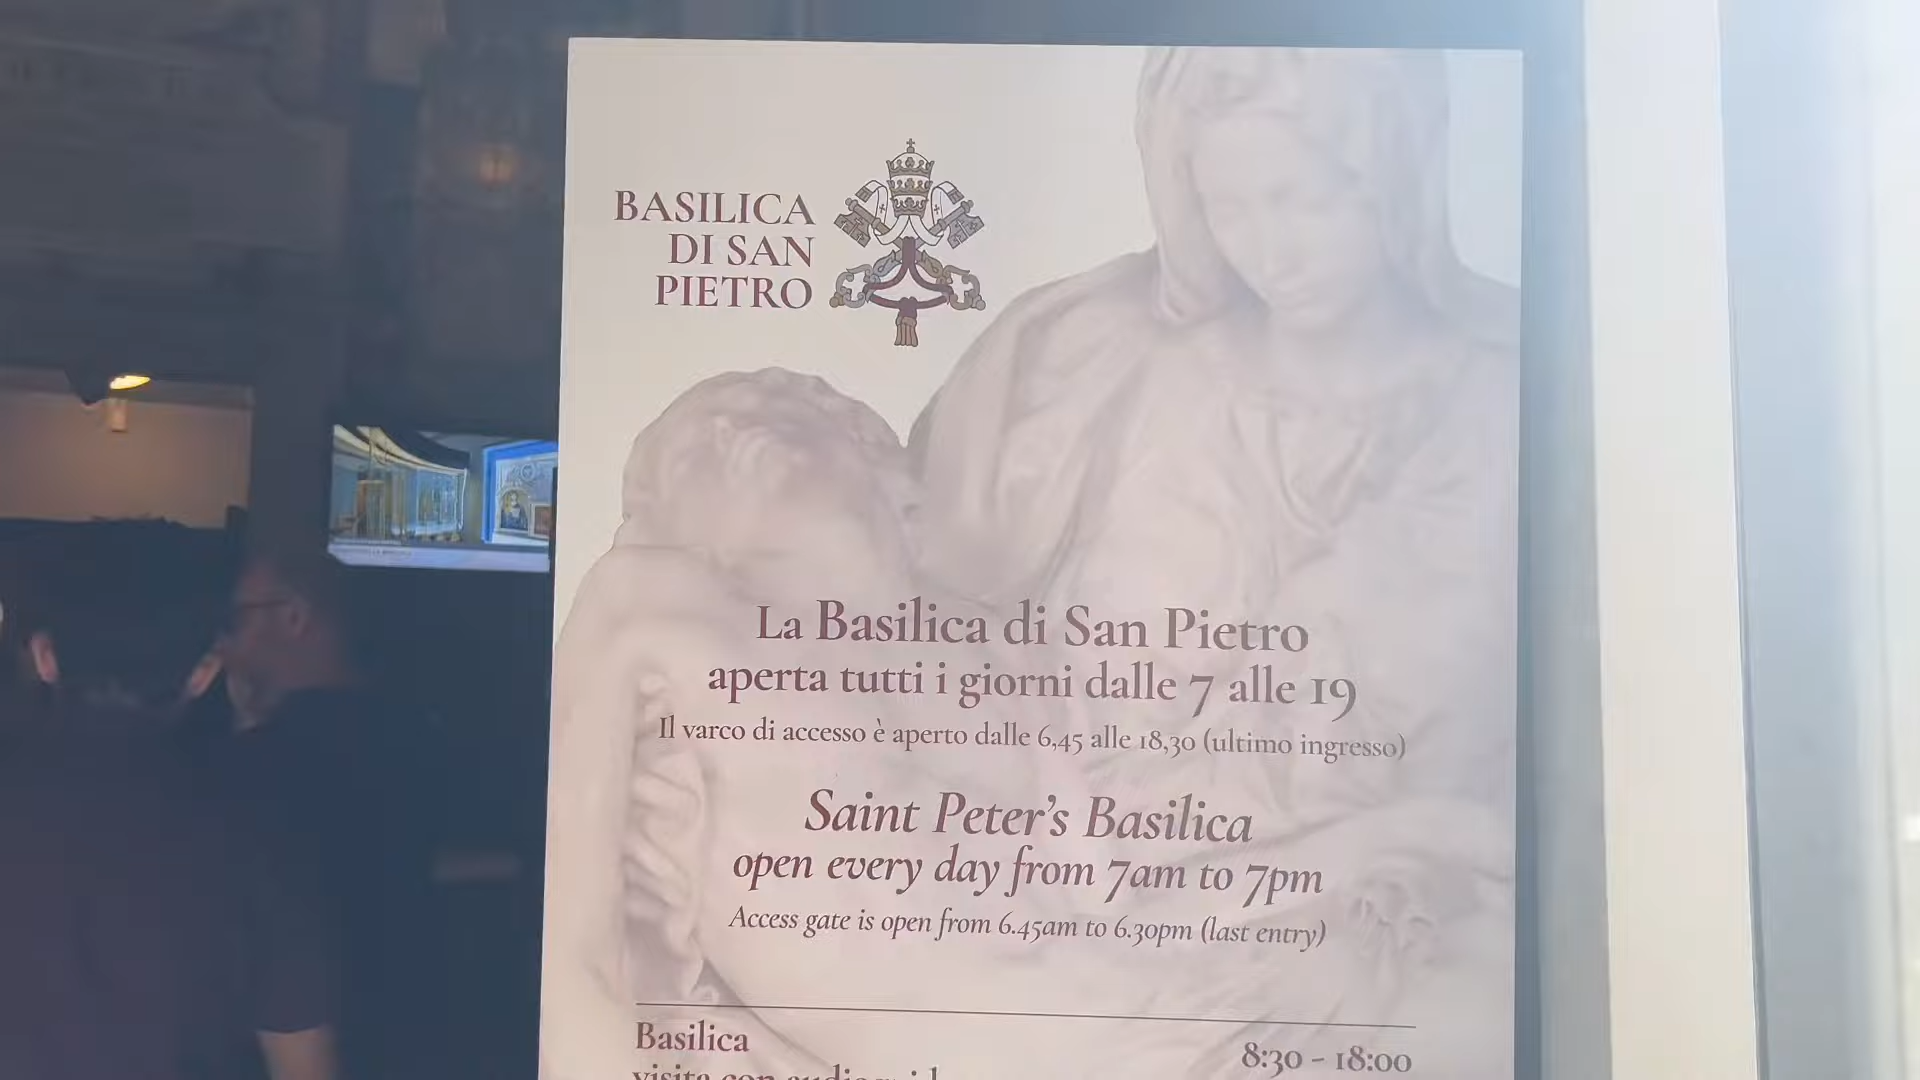 BASILICA
DI SAN
PIETRO
La Basilica di San Pietro
aperta tutti i giorni dalle 7 alle 19
Il varco di accesso è aperto dalle 6,45 alle 18,30 (ultimo ingresso)
Saint Peter's Basilica
open every day from 7am to 7pm
Access gate is open from 6.45am to 6.30pm (last entry)
Basilica
8:30 - 18:00
visita con